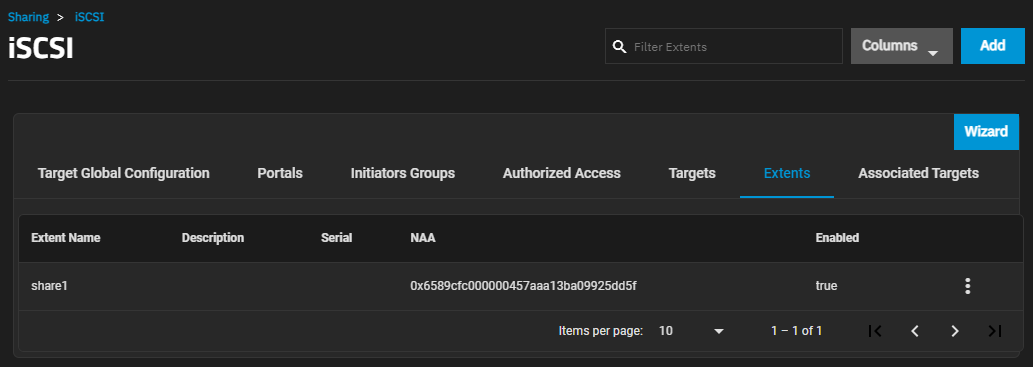 Sharing > iSCSI
iSCSI
Filter Extents
Columns
Add
Wizard
Target Global Configuration Portals Initiators Groups Authorized Access Targets Extents Associated Targets
Extent Name Description Serial NAA Enabled
share1 0x6589cfc000000457aaa13ba09925dd5f true
Items per page: 10 1 – 1 of 1